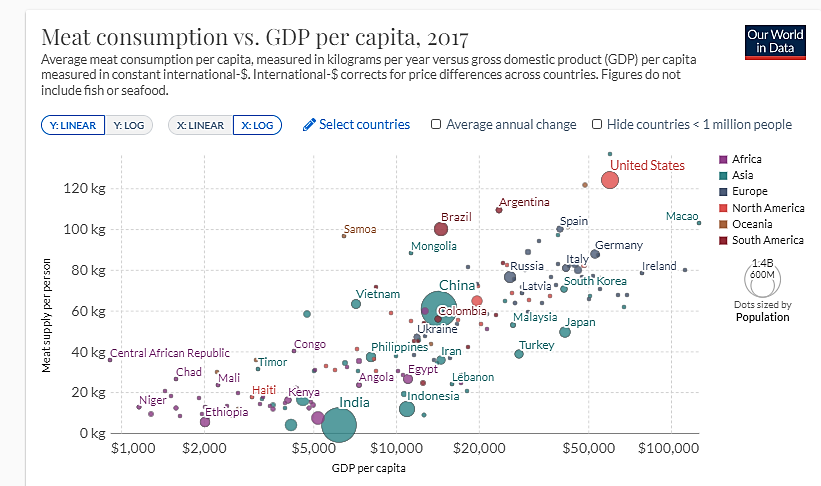 Meat consumption vs. GDP per capita, 2017
Our World
in Data
Average meat consumption per capita, measured in kilograms per year versus gross domestic product (GDP) per capita
measured in constant international-$. International-$ corrects for price differences across countries. Figures do not
include fish or seafood.
Y: LINEAR Y: LOG X: LINEAR X: LOG Select countries Average annual change Hide countries < 1 million people
Meat supply per person
120 kg
100 kg
80 kg
60 kg
40 kg
20 kg
0 kg
United States
Argentina
Macao
Brazil
Spain
Samoa
Mongolia
Germany
Italy
Russia
Ireland
China
South Korea
Latvia
Vietnam
Colombia
Malaysia
Japan
Ukraine
Congo
Philippines
Turkey
Central African Republic
Iran
Timor
Chad
Egypt
Mali
Angola
Lebanon
Haiti
Kenya
Indonesia
Niger
India
Ethiopia
$1,000 $2,000 $5,000 $10,000 $20,000 $50,000 $100,000
GDP per capita
Africa
Asia
Europe
North America
Oceania
South America
1.4B
600M
Dots sized by
Population